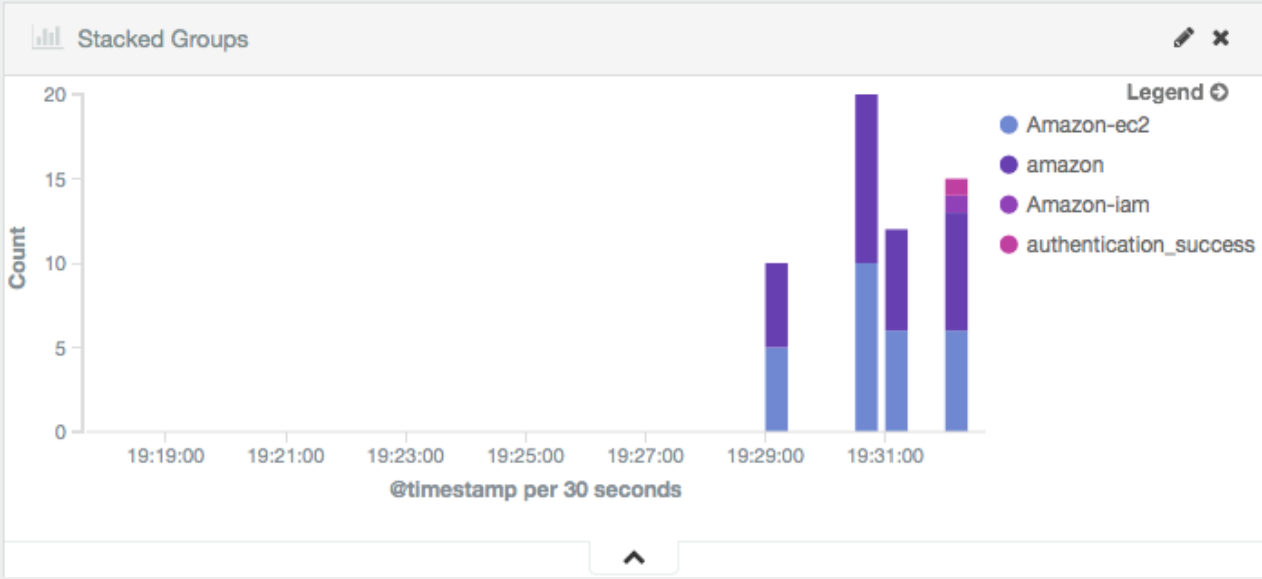 Stacked Groups
Legend
Amazon-ec2
amazon
Amazon-iam
authentication_success
Count
20
15
10
5
0
19:19:00 19:21:00 19:23:00 19:25:00 19:27:00 19:29:00 19:31:00
@timestamp per 30 seconds